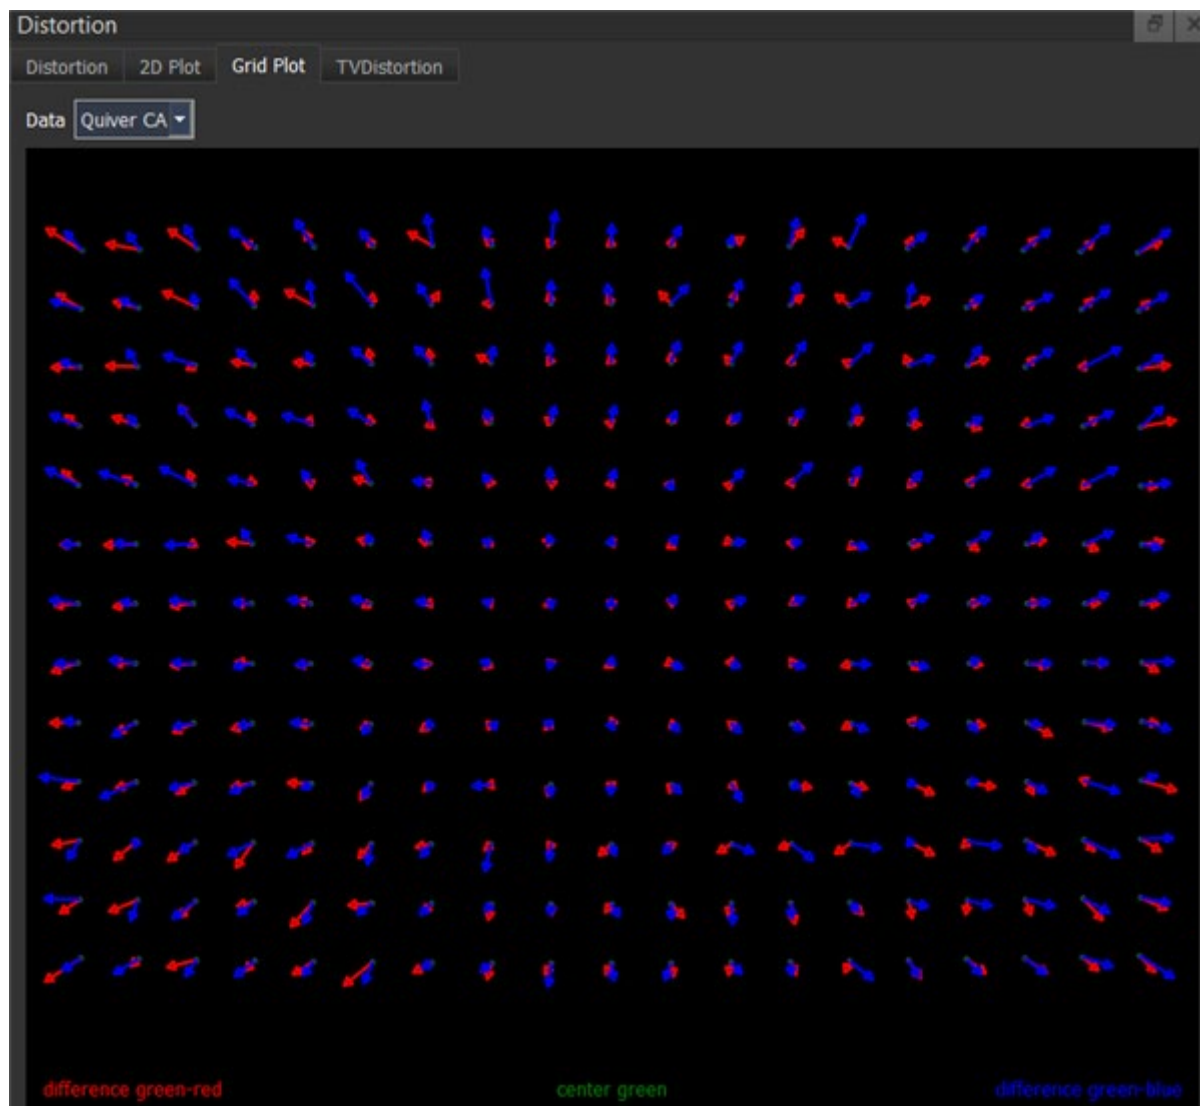 Distortion
Distortion 2D Plot Grid Plot TVDistortion
Data Quiver CA
difference green-red center green difference green-blue